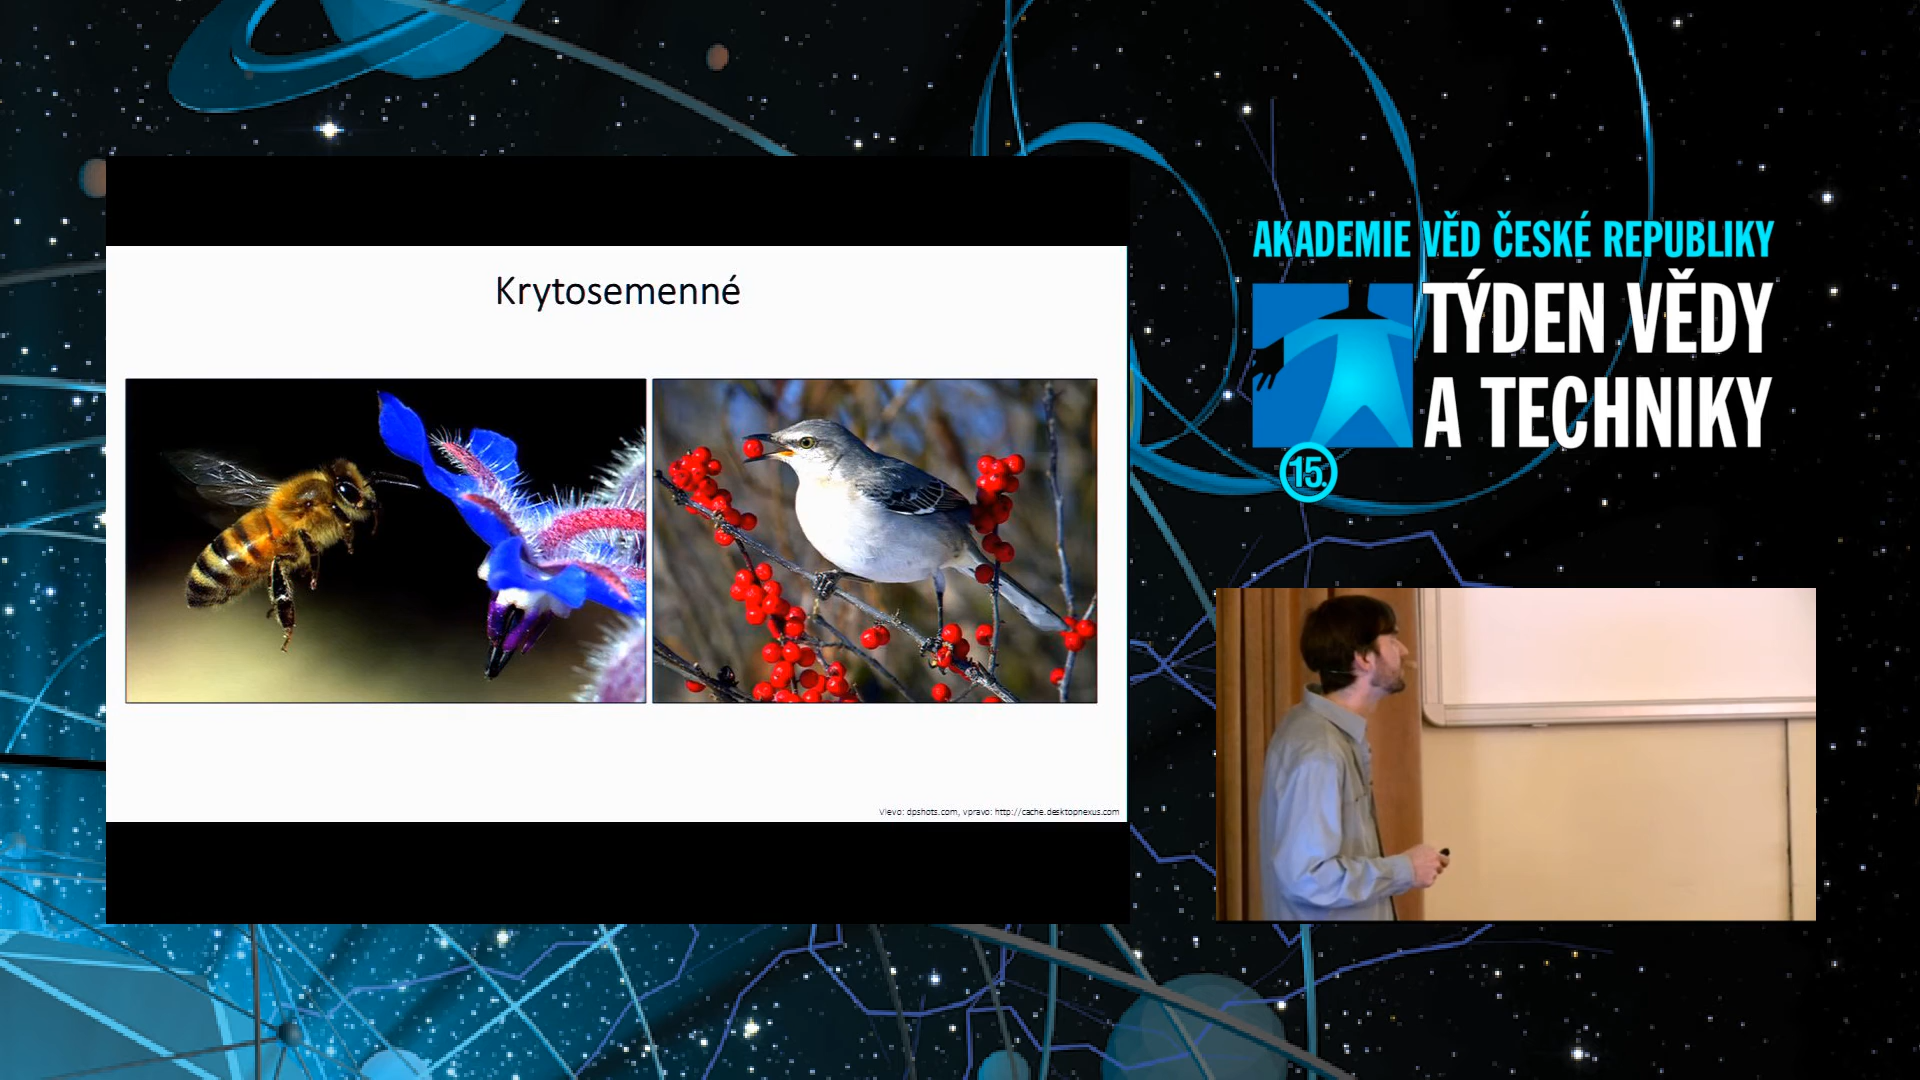 Krytosemenné
Vlevo: dpshots.com, vpravo: http://cache.desktopnexus.com
AKADEMIE VĚD ČESKÉ REPUBLIKY
TÝDEN VĚDY
A TECHNIKY
15.